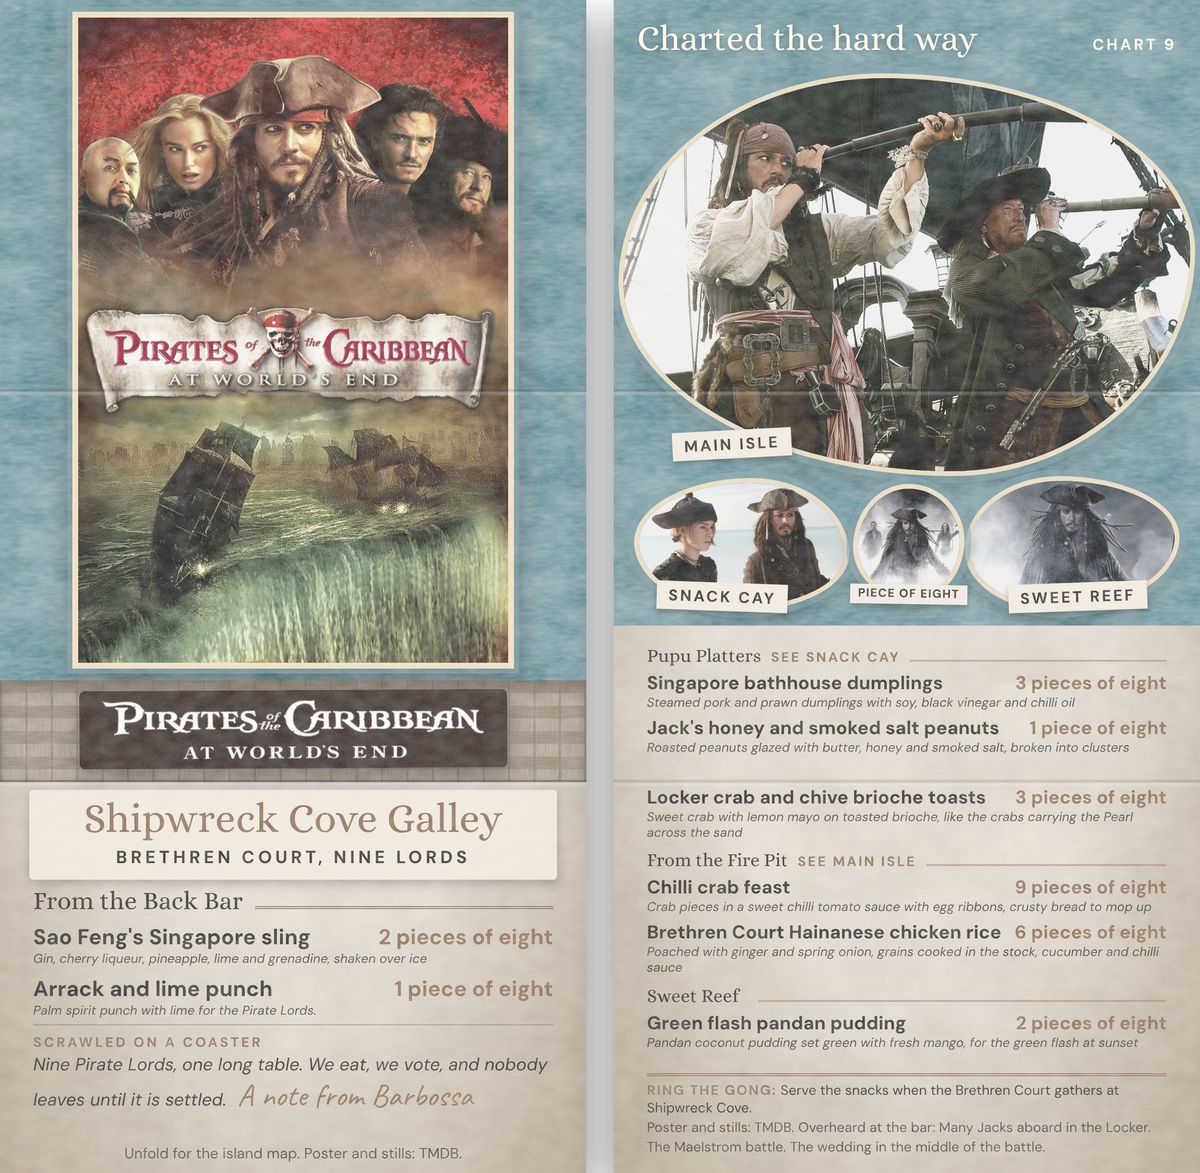 PIRATES of the CARIBBEAN
AT WORLD'S END
PIRATES of the CARIBBEAN
AT WORLD'S END
Shipwreck Cove Galley
BRETHREN COURT, NINE LORDS
From the Back Bar
Sao Feng's Singapore sling 2 pieces of eight
Gin, cherry liqueur, pineapple, lime and grenadine, shaken over ice
Arrack and lime punch 1 piece of eight
Palm spirit punch with lime for the Pirate Lords.
SCRAWLED ON A COASTER
Nine Pirate Lords, one long table. We eat, we vote, and nobody
leaves until it is settled. A note from Barbossa
Unfold for the island map. Poster and stills: TMDB.
Charted the hard way CHART 9
MAIN ISLE
SNACK CAY
PIECE OF EIGHT
SWEET REEF
Pupu Platters SEE SNACK CAY
Singapore bathhouse dumplings 3 pieces of eight
Steamed pork and prawn dumplings with soy, black vinegar and chilli oil
Jack's honey and smoked salt peanuts 1 piece of eight
Roasted peanuts glazed with butter, honey and smoked salt, broken into clusters
Locker crab and chive brioche toasts 3 pieces of eight
Sweet crab with lemon mayo on toasted brioche, like the crabs carrying the Pearl
across the sand
From the Fire Pit SEE MAIN ISLE
Chilli crab feast 9 pieces of eight
Crab pieces in a sweet chilli tomato sauce with egg ribbons, crusty bread to mop up
Brethren Court Hainanese chicken rice 6 pieces of eight
Poached with ginger and spring onion, grains cooked in the stock, cucumber and chilli
sauce
Sweet Reef
Green flash pandan pudding 2 pieces of eight
Pandan coconut pudding set green with fresh mango, for the green flash at sunset
RING THE GONG: Serve the snacks when the Brethren Court gathers at
Shipwreck Cove.
Poster and stills: TMDB. Overheard at the bar: Many Jacks aboard in the Locker.
The Maelstrom battle. The wedding in the middle of the battle.